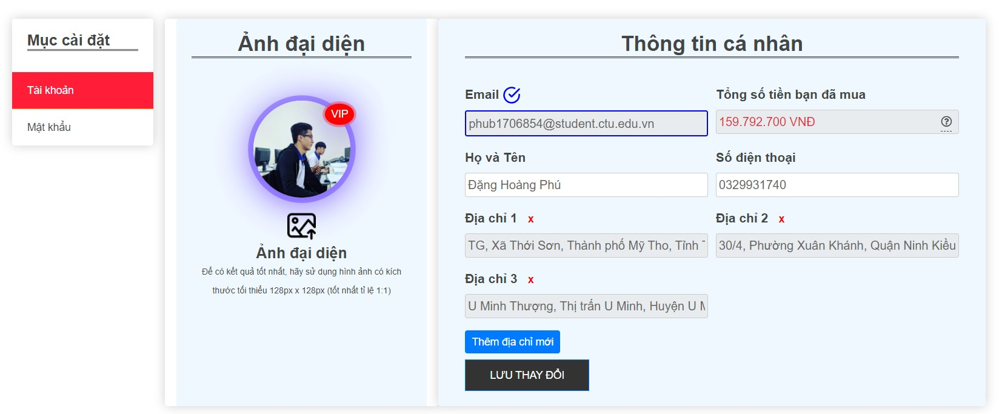 Mục cài đặt
Tài khoản
Mật khẩu
Ảnh đại diện
VIP
Ảnh đại diện
Để có kết quả tốt nhất, hãy sử dụng hình ảnh có kích
thước tối thiểu 128px x 128px (tốt nhất tỉ lệ 1:1)
Thông tin cá nhân
Email
Tổng số tiền bạn đã mua
phub1706854@student.ctu.edu.vn
159.792.700 VNĐ
Họ và Tên
Số điện thoại
Đặng Hoàng Phú
0329931740
Địa chỉ 1 x
Địa chỉ 2 x
TG, Xã Thới Sơn, Thành phố Mỹ Tho, Tỉnh
30/4, Phường Xuân Khánh, Quận Ninh Kiều
Địa chỉ 3 x
U Minh Thượng, Thị trấn U Minh, Huyện U
Thêm địa chỉ mới
LƯU THAY ĐỔI